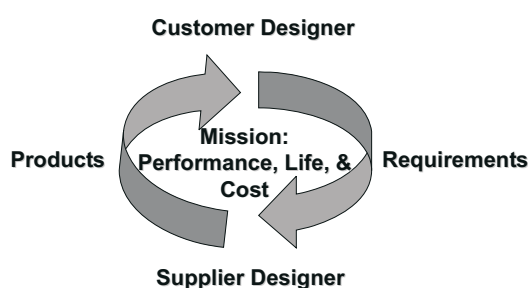 Customer Designer
Mission:
Products
Performance, Life, &
Requirements
Cost
Supplier Designer